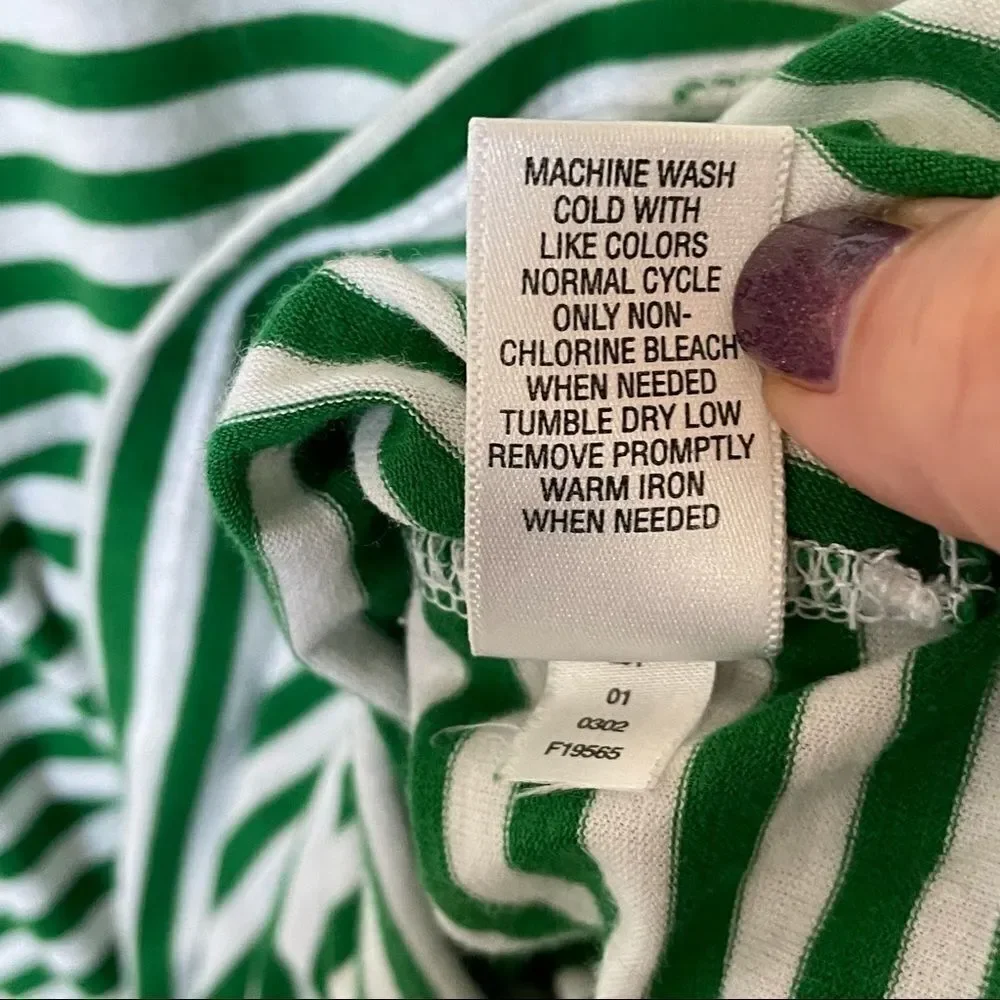 MACHINE WASH
COLD WITH
LIKE COLORS
NORMAL CYCLE
ONLY NON-
CHLORINE BLEACH
WHEN NEEDED
TUMBLE DRY LOW
REMOVE PROMPTLY
WARM IRON
WHEN NEEDED
01
0302
F19565